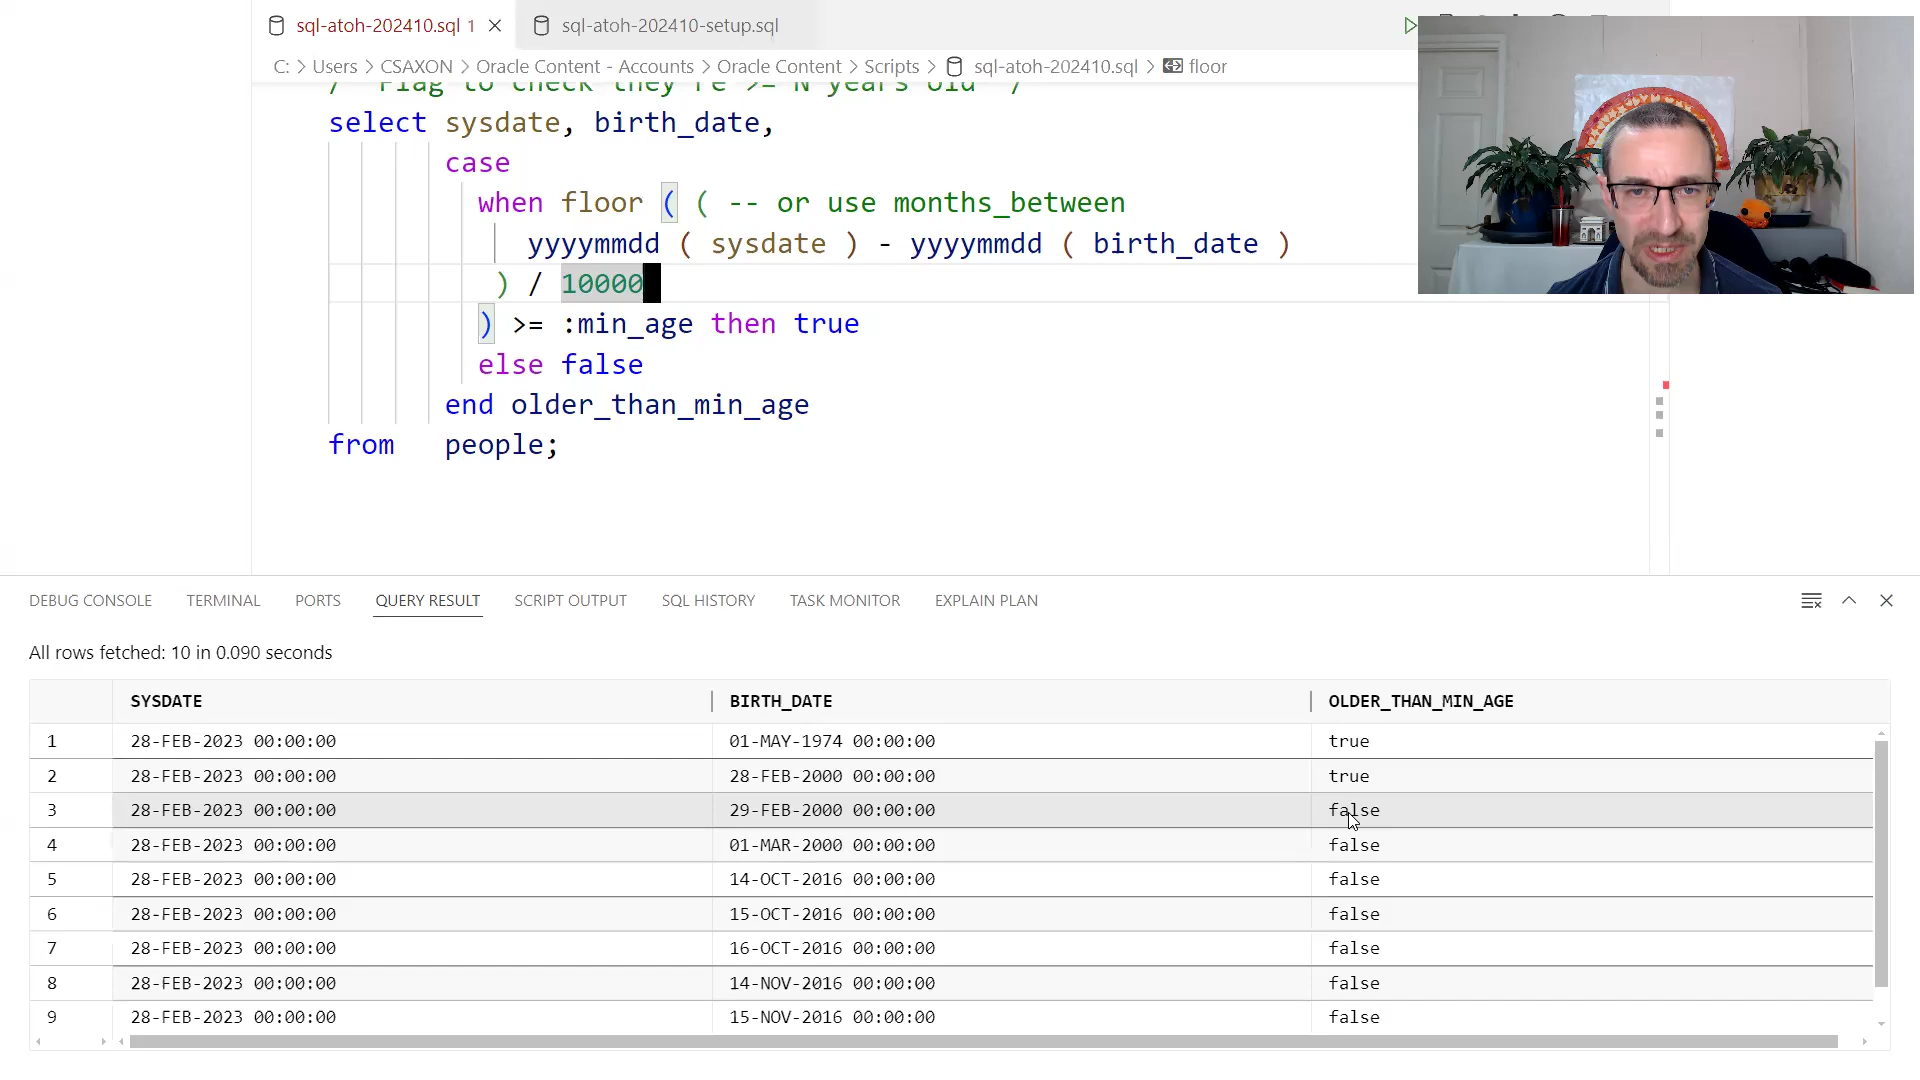 sql-atoh-202410.sql 1
sql-atoh-202410-setup.sql
C: > Users > CSAXON > Oracle Content - Accounts > Oracle Content > Scripts > sql-atoh-202410.sql > floor
/* Flag to check they're >= N years old */
select sysdate, birth_date,
case
when floor ( ( -- or use months_between
yyyymmdd ( sysdate ) - yyyymmdd ( birth_date )
) / 10000
) >= :min_age then true
else false
end older_than_min_age
from people;
DEBUG CONSOLE TERMINAL PORTS QUERY RESULT SCRIPT OUTPUT SQL HISTORY TASK MONITOR EXPLAIN PLAN
All rows fetched: 10 in 0.090 seconds
SYSDATE BIRTH_DATE OLDER_THAN_MIN_AGE
1 28-FEB-2023 00:00:00 01-MAY-1974 00:00:00 true
2 28-FEB-2023 00:00:00 28-FEB-2000 00:00:00 true
3 28-FEB-2023 00:00:00 29-FEB-2000 00:00:00 false
4 28-FEB-2023 00:00:00 01-MAR-2000 00:00:00 false
5 28-FEB-2023 00:00:00 14-OCT-2016 00:00:00 false
6 28-FEB-2023 00:00:00 15-OCT-2016 00:00:00 false
7 28-FEB-2023 00:00:00 16-OCT-2016 00:00:00 false
8 28-FEB-2023 00:00:00 14-NOV-2016 00:00:00 false
9 28-FEB-2023 00:00:00 15-NOV-2016 00:00:00 false